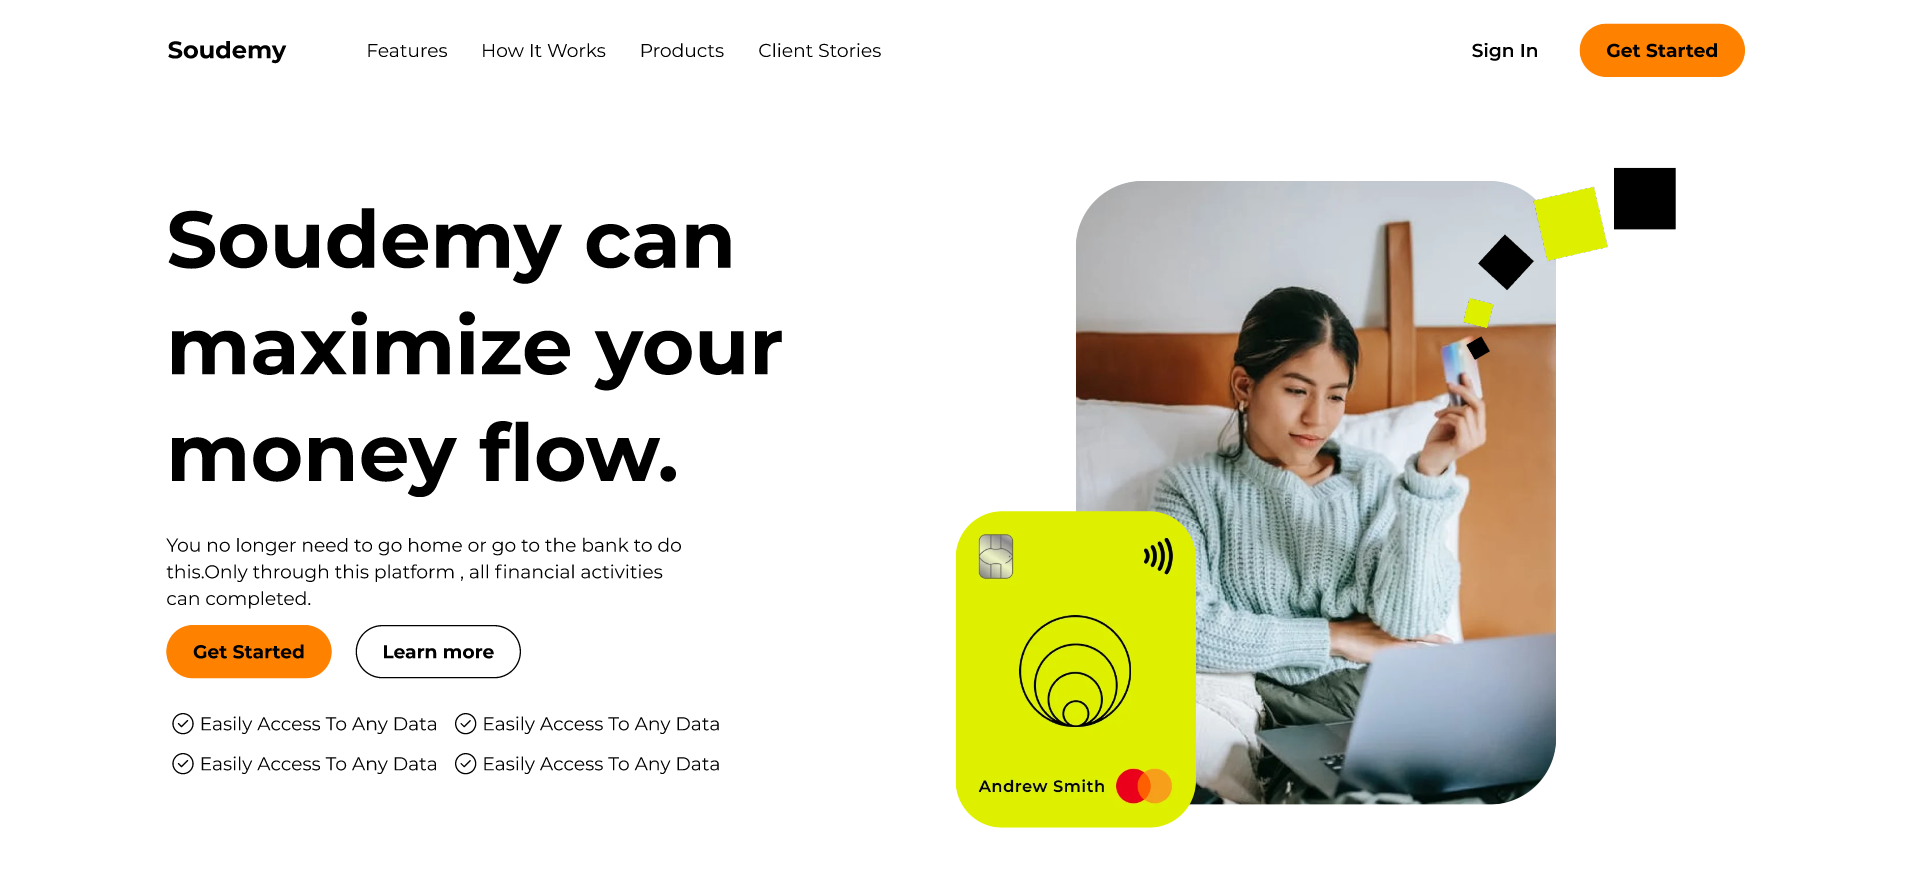 Soudemy
Features
How It Works
Products
Client Stories
Sign In
Get Started
Soudemy can
maximize your
money flow.
You no longer need to go home or go to the bank to do
this.Only through this platform , all financial activities
can completed.
Get Started
Learn more
Easily Access To Any Data
Easily Access To Any Data
Easily Access To Any Data
Easily Access To Any Data
Andrew Smith